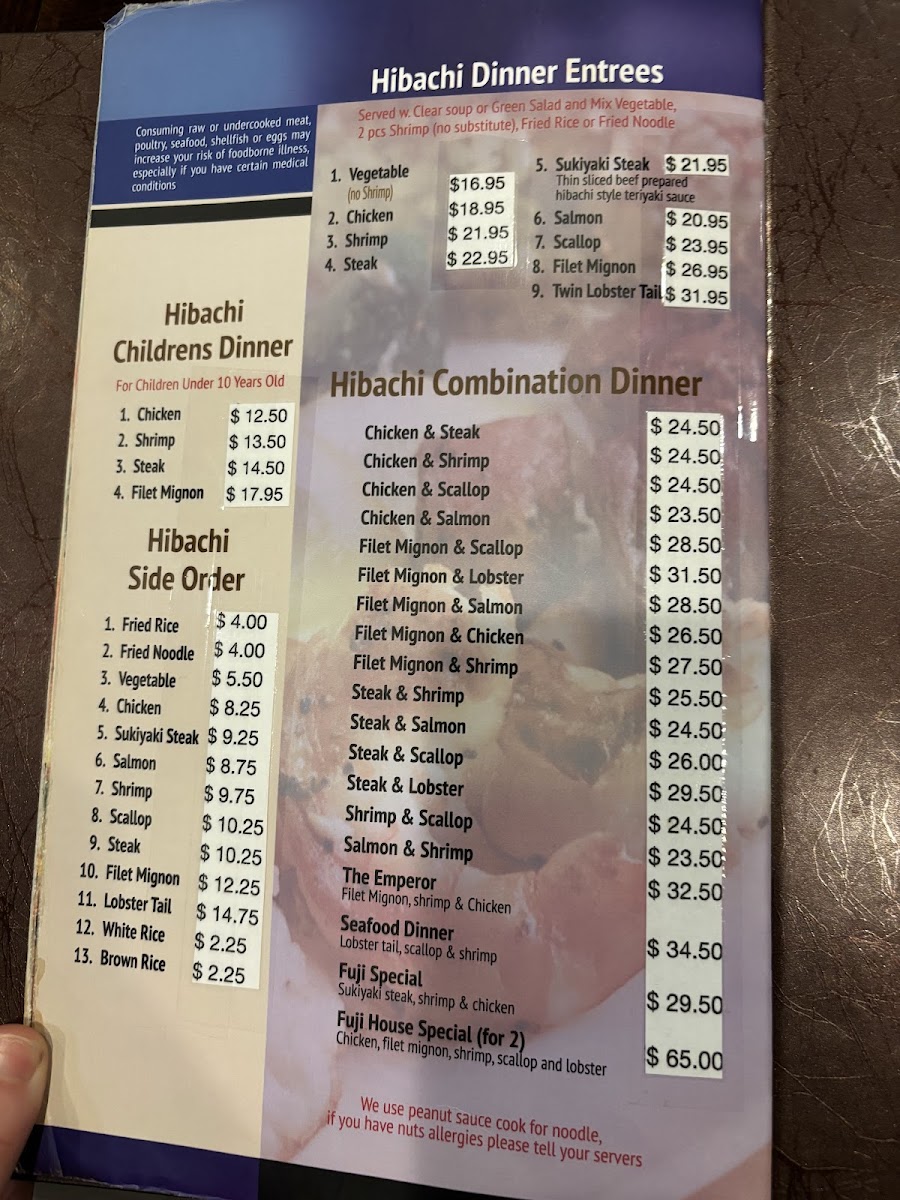 Consuming raw or undercooked meat,
poultry, seafood, shellfish or eggs may
increase your risk of foodborne illness,
especially if you have certain medical
conditions
Hibachi Dinner Entrees
Served w. Clear soup or Green Salad and Mix Vegetable,
2 pcs Shrimp (no substitute), Fried Rice or Fried Noodle
1. Vegetable $16.95
(no Shrimp)
2. Chicken $18.95
3. Shrimp $ 21.95
4. Steak $ 22.95
5. Sukiyaki Steak $ 21.95
Thin sliced beef prepared
hibachi style teriyaki sauce
6. Salmon $ 20.95
7. Scallop $ 23.95
8. Filet Mignon $ 26.95
9. Twin Lobster Tail $ 31.95
Hibachi
Childrens Dinner
For Children Under 10 Years Old
1. Chicken $ 12.50
2. Shrimp $ 13.50
3. Steak $ 14.50
4. Filet Mignon $ 17.95
Hibachi
Side Order
1. Fried Rice $ 4.00
2. Fried Noodle $ 4.00
3. Vegetable $ 5.50
4. Chicken $ 8.25
5. Sukiyaki Steak $ 9.25
6. Salmon $ 8.75
7. Shrimp $ 9.75
8. Scallop $ 10.25
9. Steak $ 10.25
10. Filet Mignon $ 12.25
11. Lobster Tail $ 14.75
12. White Rice $ 2.25
13. Brown Rice $ 2.25
Hibachi Combination Dinner
Chicken & Steak $ 24.50
Chicken & Shrimp $ 24.50
Chicken & Scallop $ 24.50
Chicken & Salmon $ 23.50
Filet Mignon & Scallop $ 28.50
Filet Mignon & Lobster $ 31.50
Filet Mignon & Salmon $ 28.50
Filet Mignon & Chicken $ 26.50
Filet Mignon & Shrimp $ 27.50
Steak & Shrimp $ 25.50
Steak & Salmon $ 24.50
Steak & Scallop $ 26.00
Steak & Lobster $ 29.50
Shrimp & Scallop $ 24.50
Salmon & Shrimp $ 23.50
The Emperor $ 32.50
Filet Mignon, shrimp & Chicken
Seafood Dinner $ 34.50
Lobster tail, scallop & shrimp
Fuji Special $ 29.50
Sukiyaki steak, shrimp & chicken
Fuji House Special (for 2) $ 65.00
Chicken, filet mignon, shrimp, scallop and lobster
We use peanut sauce cook for noodle,
if you have nuts allergies please tell your servers